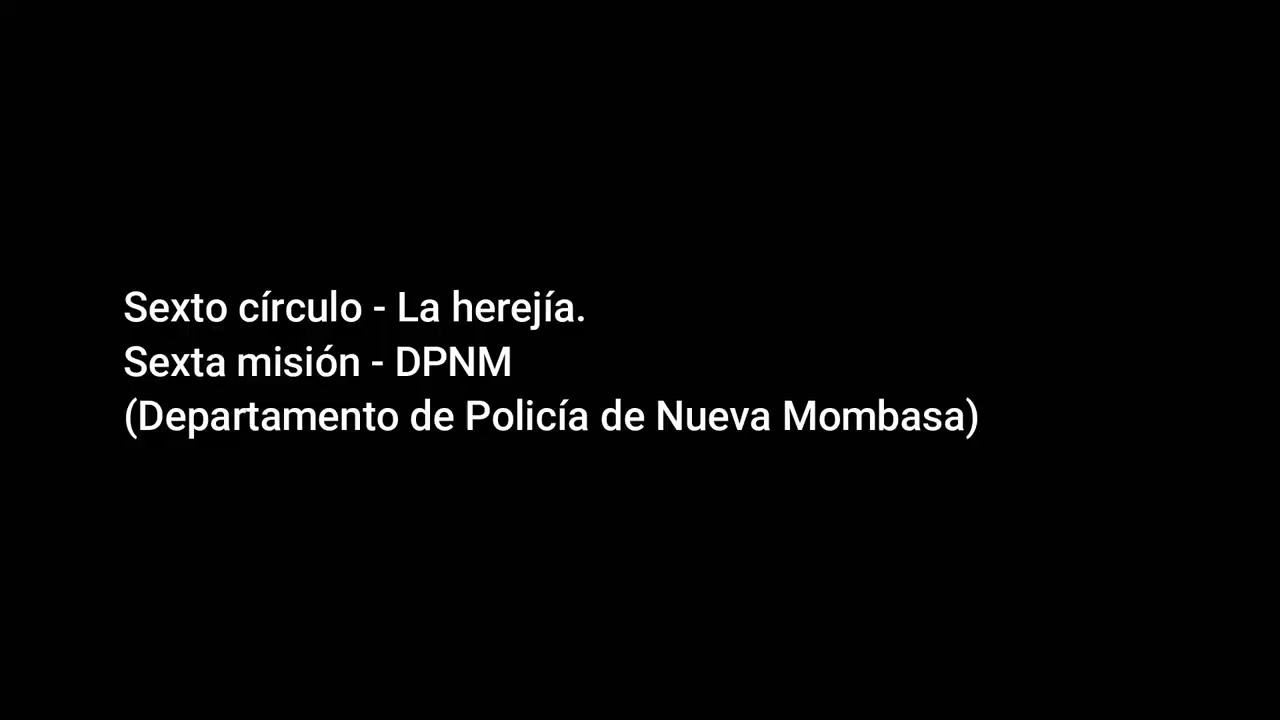 Sexto círculo - La herejía.
Sexta misión - DPNM
(Departamento de Policía de Nueva Mombasa)